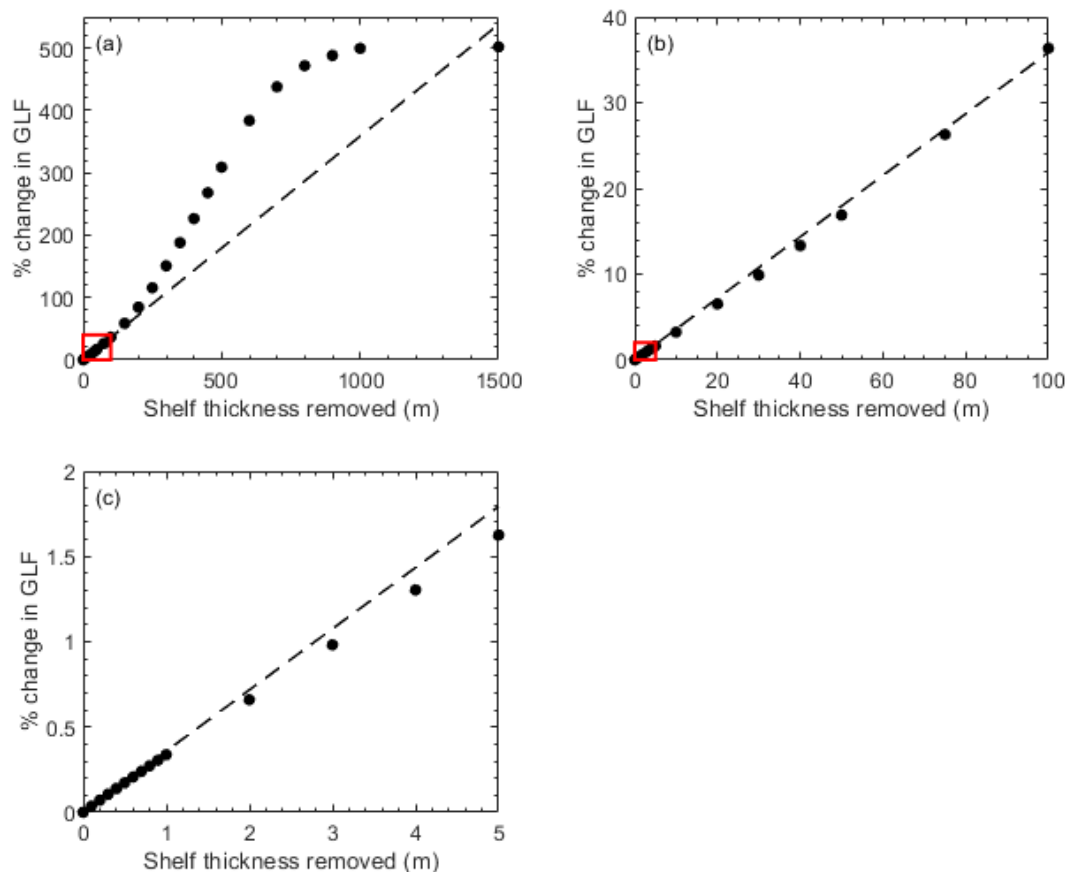 (a)
500
400
300
200
100
0
0 500 1000 1500
% change in GLF
Shelf thickness removed (m)
(b)
40
30
20
10
0
0 20 40 60 80 100
% change in GLF
Shelf thickness removed (m)
(c)
2
1.5
1
0.5
0
0 1 2 3 4 5
% change in GLF
Shelf thickness removed (m)